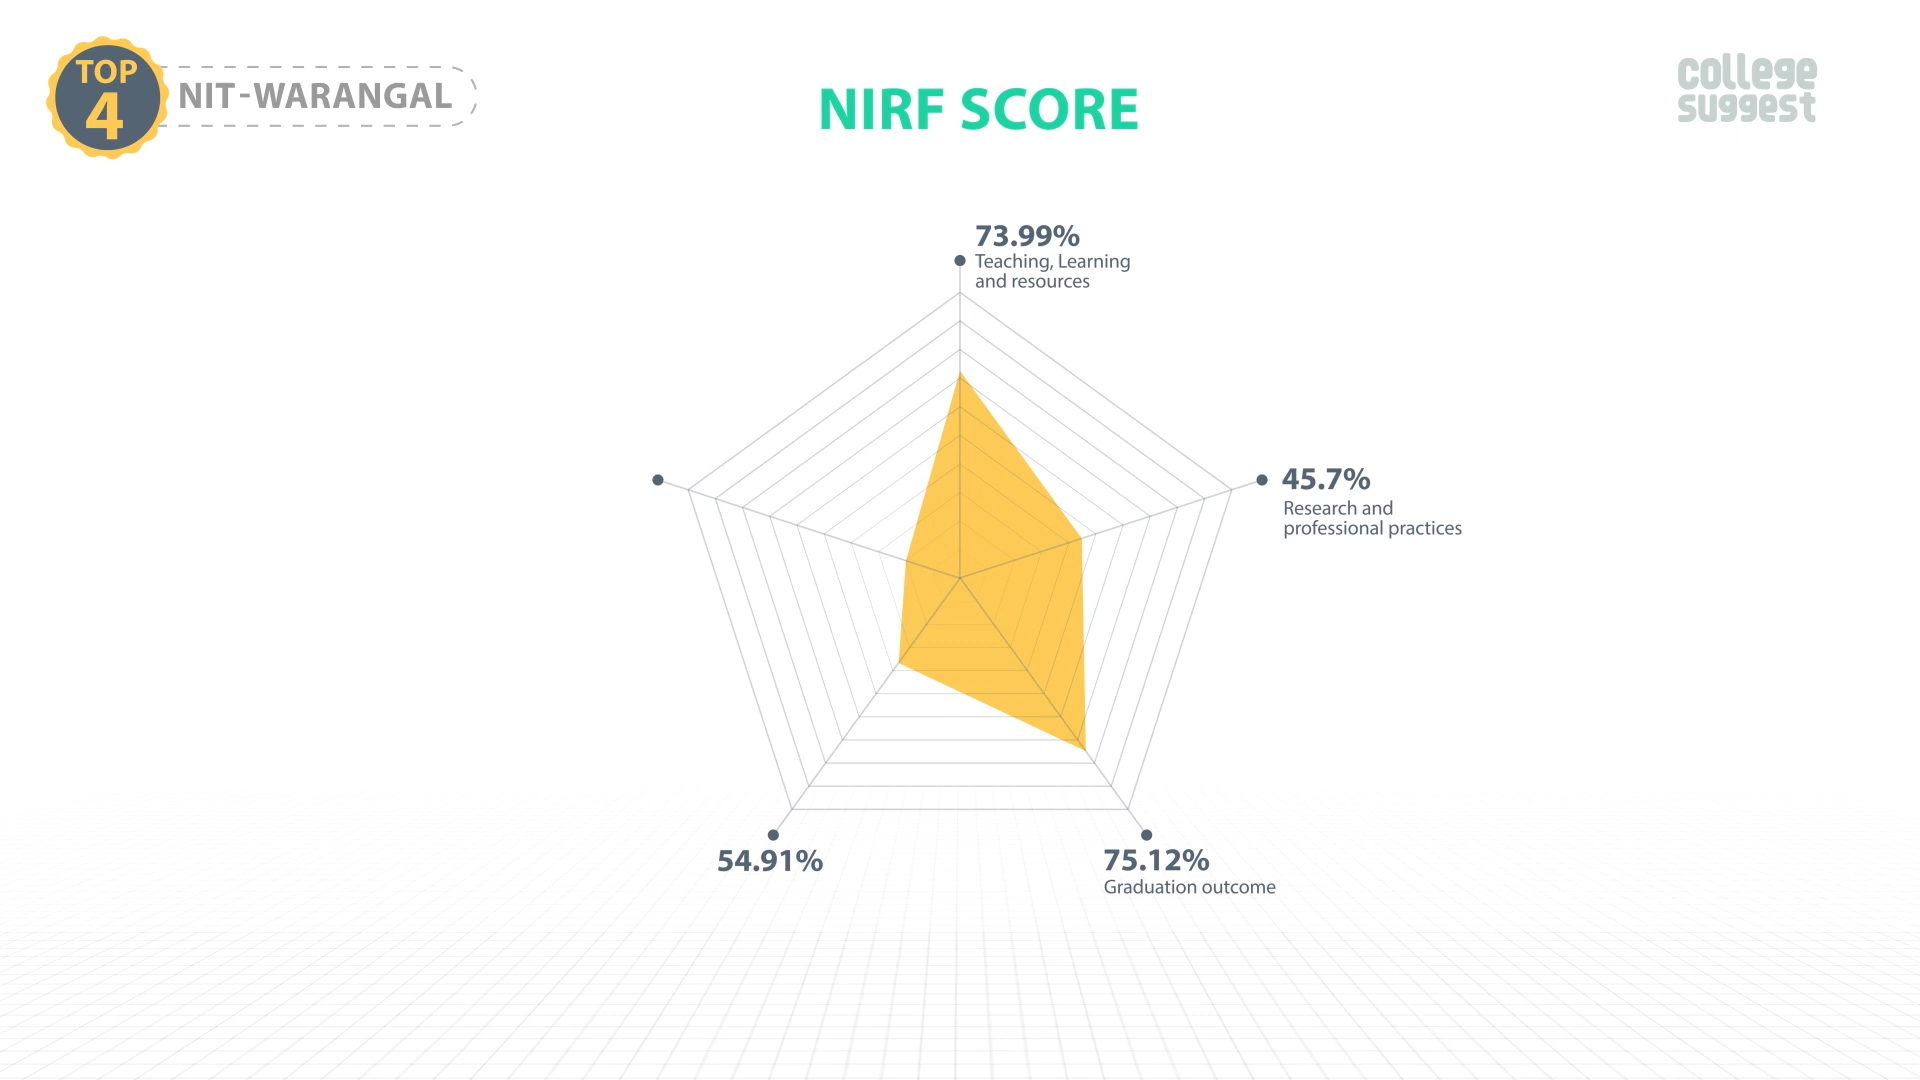 TOP
4
NIT-WARANGAL
NIRF SCORE
college
suggest
73.99%
Teaching, Learning
and resources
45.7%
Research and
professional practices
54.91%
75.12%
Graduation outcome